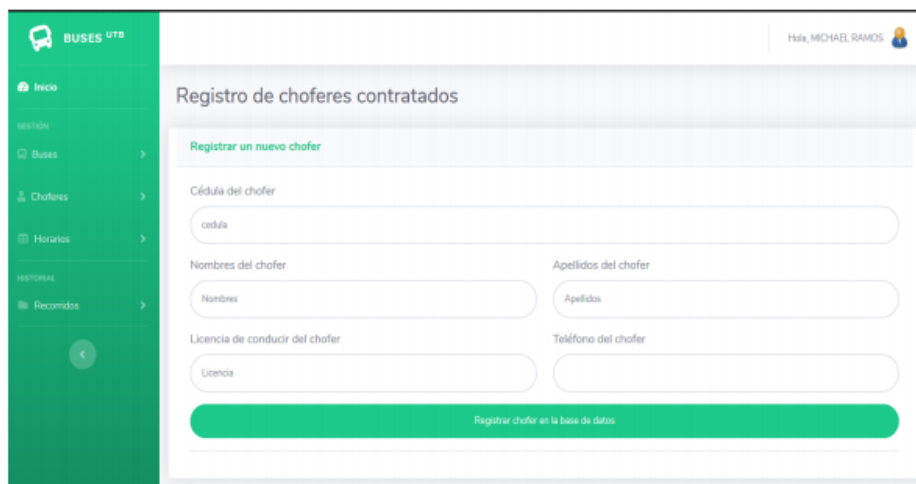 BUSES UTB
Hola, MICHAEL RAMOS
Inicio
Registro de choferes contratados
GESTIÓN
Buses
Choferes
Horarios
HISTORIAL
Recorridos
Registrar un nuevo chofer
Cédula del chofer
cedula
Nombres del chofer
Apellidos del chofer
Nombres
Apellidos
Licencia de conducir del chofer
Teléfono del chofer
Licencia
Registrar chofer en la base de datos